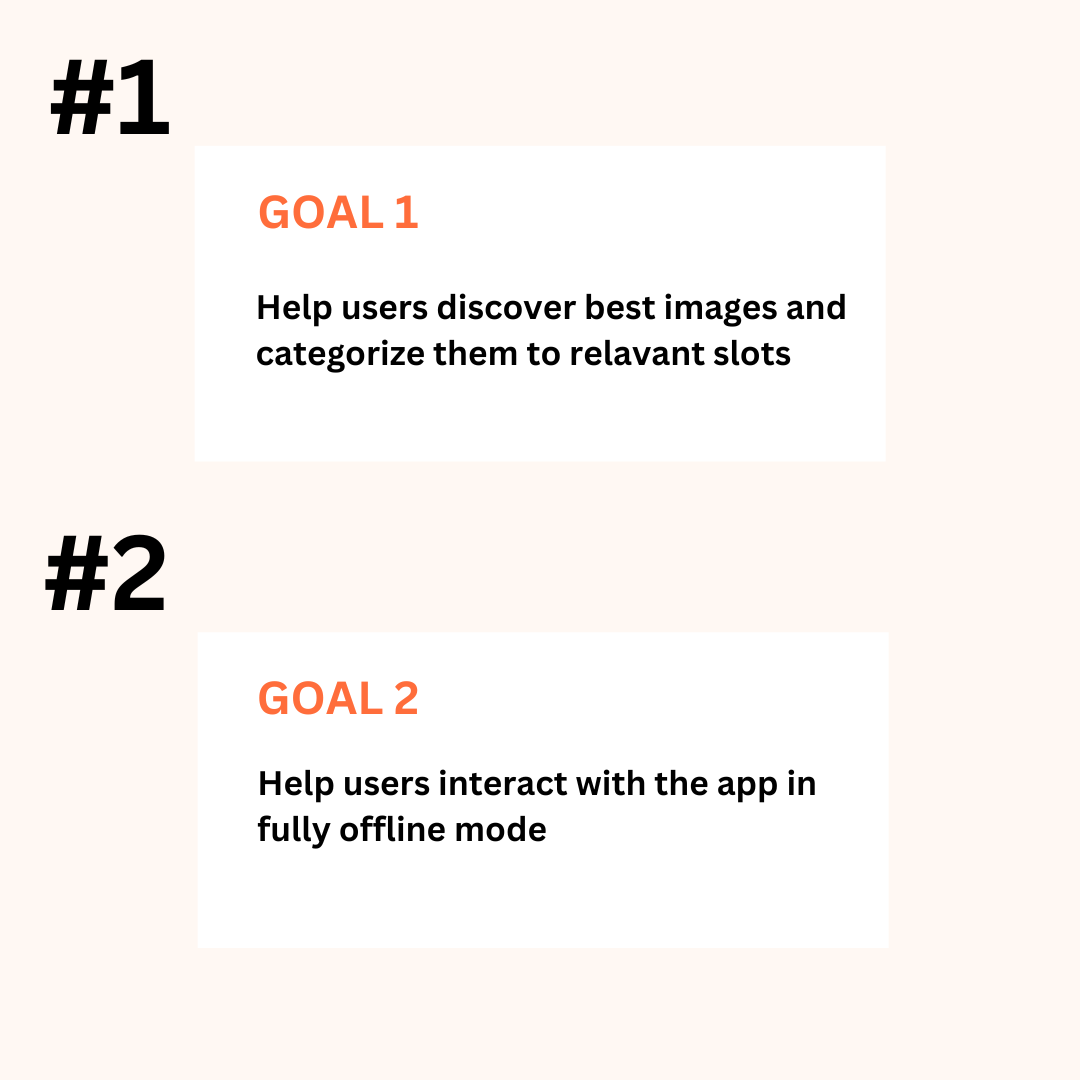 #1
GOAL 1
Help users discover best images and
categorize them to relavant slots
#2
GOAL 2
Help users interact with the app in
fully offline mode